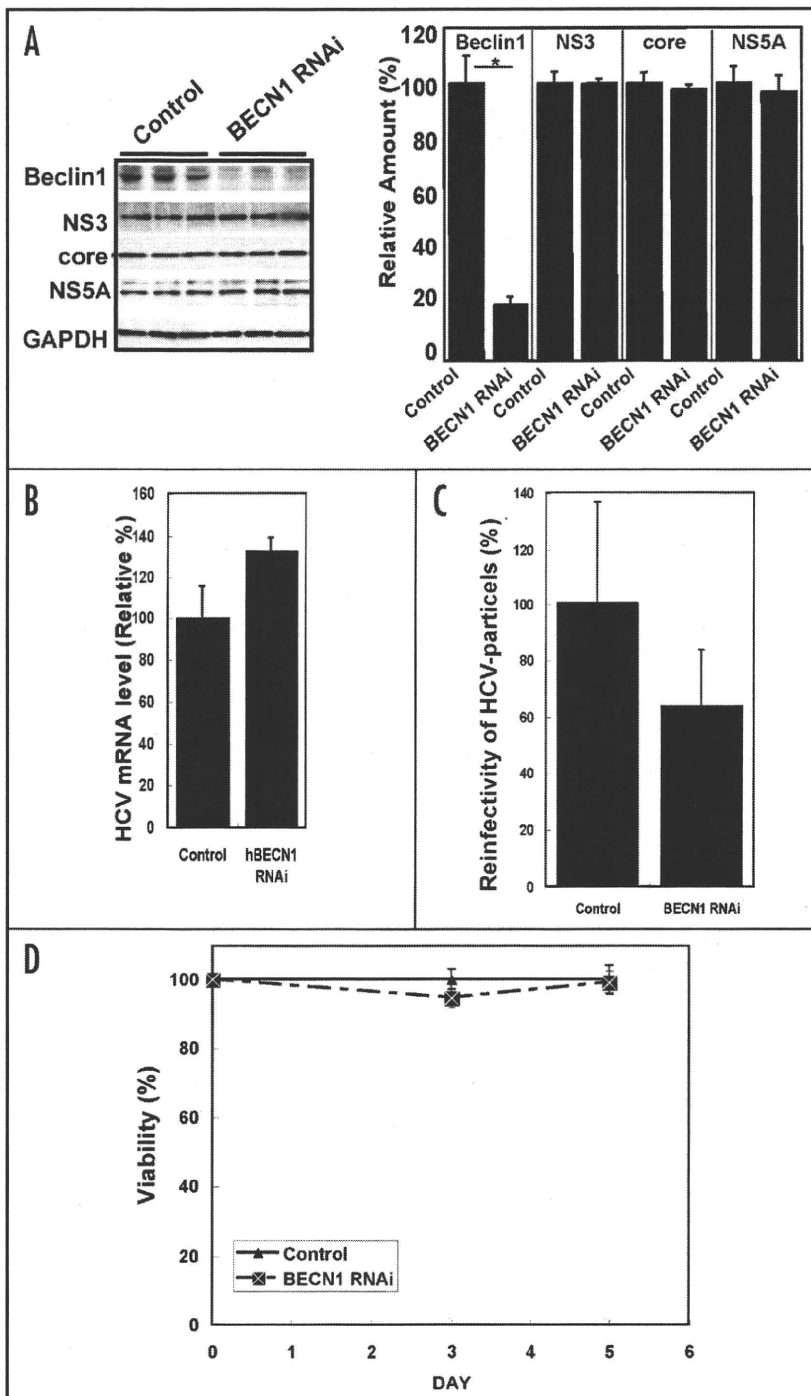 A
Control
BECN1 RNAi
Beclin1
NS3
core
NS5A
GAPDH
Relative Amount (%)
120
100
80
60
40
20
0
Beclin1
NS3
core
NS5A
*
Control
BECN1 RNAi
Control
BECN1 RNAi
Control
BECN1 RNAi
Control
BECN1 RNAi
B
HCV mRNA level (Relative %)
160
140
120
100
80
60
40
20
0
Control
hBECN1
RNAi
C
Reinfectivity of HCV-particels (%)
140
120
100
80
60
40
20
0
Control
BECN1 RNAi
D
Viability (%)
100
80
60
40
20
0
Control
BECN1 RNAi
0 1 2 3 4 5 6
DAY